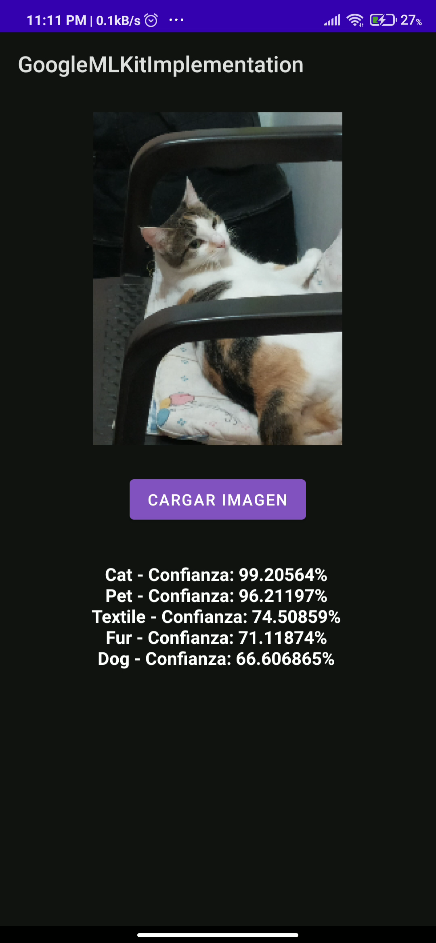 11:11 PM | 0.1kB/s ...
27%
GoogleMLKitImplementation
CARGAR IMAGEN
Cat - Confianza: 99.20564%
Pet - Confianza: 96.21197%
Textile - Confianza: 74.50859%
Fur - Confianza: 71.11874%
Dog - Confianza: 66.606865%